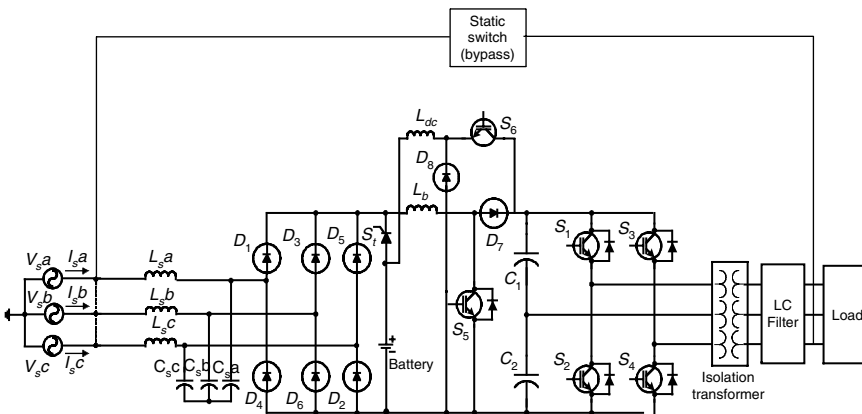 Static
switch
(bypass)
L_dc
S_6
D_8
L_b
D_7
D_1
D_3
D_5
S_t
S_1
S_3
V_sa
I_sa
L_sa
V_sb
I_sb
L_sb
V_sc
I_sc
L_sc
C_1
S_5
LC
Filter
Load
C_sc
C_sb
C_sa
+
−
Battery
C_2
S_2
S_4
D_4
D_6
D_2
Isolation
transformer